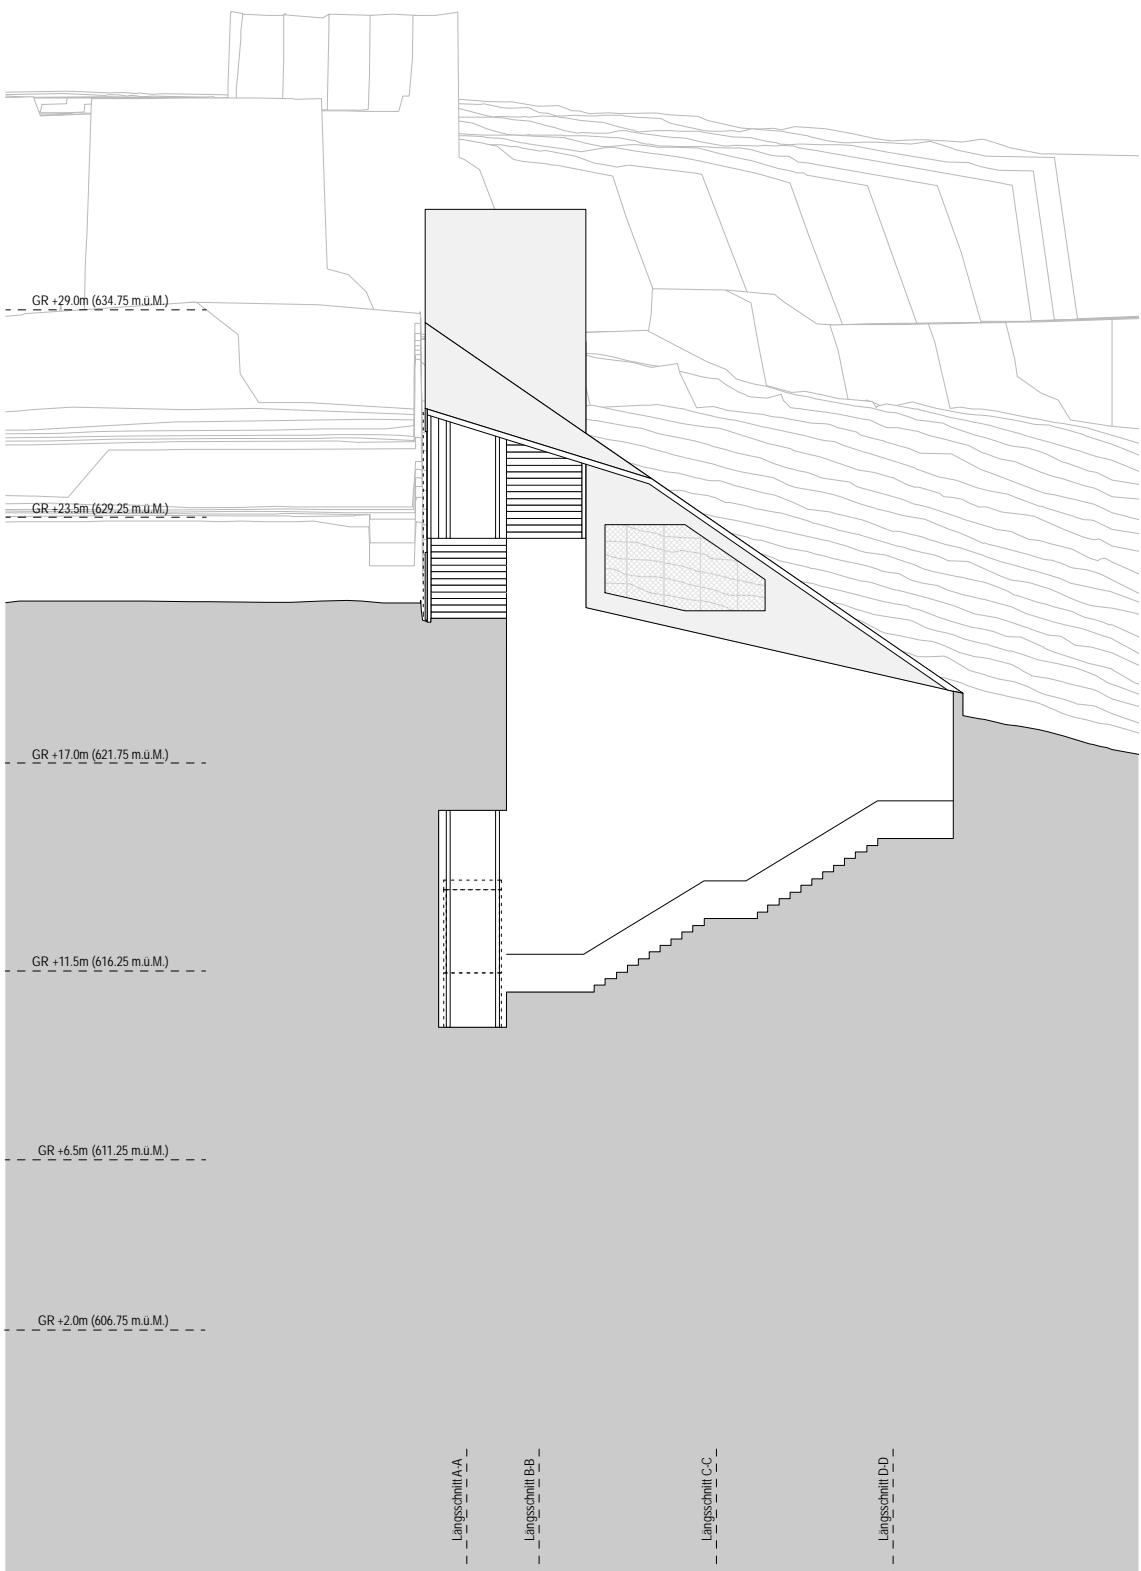 GR +29.0m (634.75 m.ü.M.)
GR +23.5m (629.25 m.ü.M.)
GR +17.0m (621.75 m.ü.M.)
GR +11.5m (616.25 m.ü.M.)
GR +6.5m (611.25 m.ü.M.)
GR +2.0m (606.75 m.ü.M.)
Längsschnitt A-A
Längsschnitt B-B
Längsschnitt C-C
Längsschnitt D-D